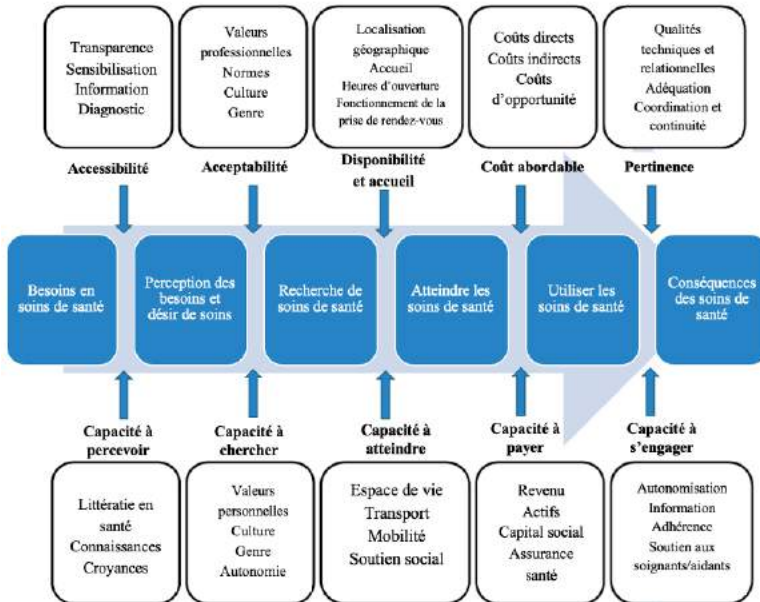 Transparence
Sensibilisation
Information
Diagnostic
Valeurs
professionnelles
Normes
Culture
Genre
Localisation
géographique
Accueil
Heures d'ouverture
Fonctionnement de la
prise de rendez-vous
Coûts directs
Coûts indirects
Coûts
d'opportunité
Qualités
techniques et
relationnelles
Adéquation
Coordination et
continuité
Accessibilité
Acceptabilité
Disponibilité
et accueil
Coût abordable
Pertinence
Besoins en
soins de santé
Perception des
besoins et
désir de soins
Recherche de
soins de santé
Atteindre les
soins de santé
Utiliser les
soins de santé
Conséquences
des soins de
santé
Capacité à
percevoir
Capacité à
chercher
Capacité à
atteindre
Capacité à
payer
Capacité à
s'engager
Littératie en
santé
Connaissances
Croyances
Valeurs
personnelles
Culture
Genre
Autonomie
Espace de vie
Transport
Mobilité
Soutien social
Revenu
Actifs
Capital social
Assurance
santé
Autonomisation
Information
Adhérence
Soutien aux
soignants/aidants